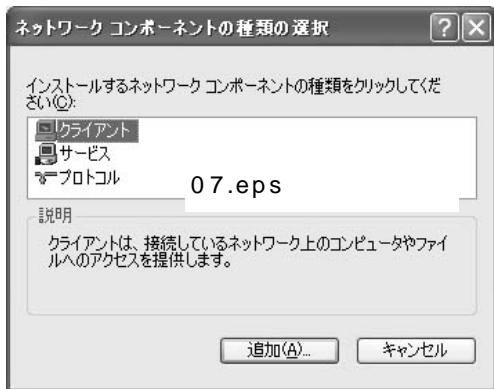 ネットワーク コンポーネントの種類の選択
インストールするネットワーク コンポーネントの種類をクリックしてくだ
さい(C):
クライアント
サービス
プロトコル
07.eps
説明
クライアントは、接続しているネットワーク上のコンピュータやファイ
ルへのアクセスを提供します。
追加(A)...
キャンセル